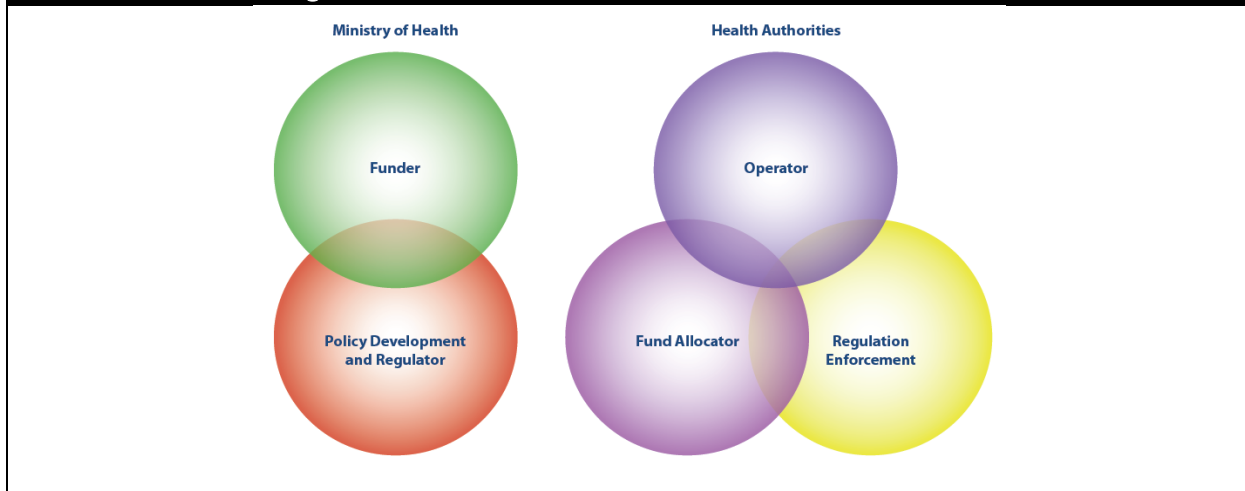 Ministry of Health
Health Authorities
Funder
Operator
Policy Development
and Regulator
Fund Allocator
Regulation
Enforcement